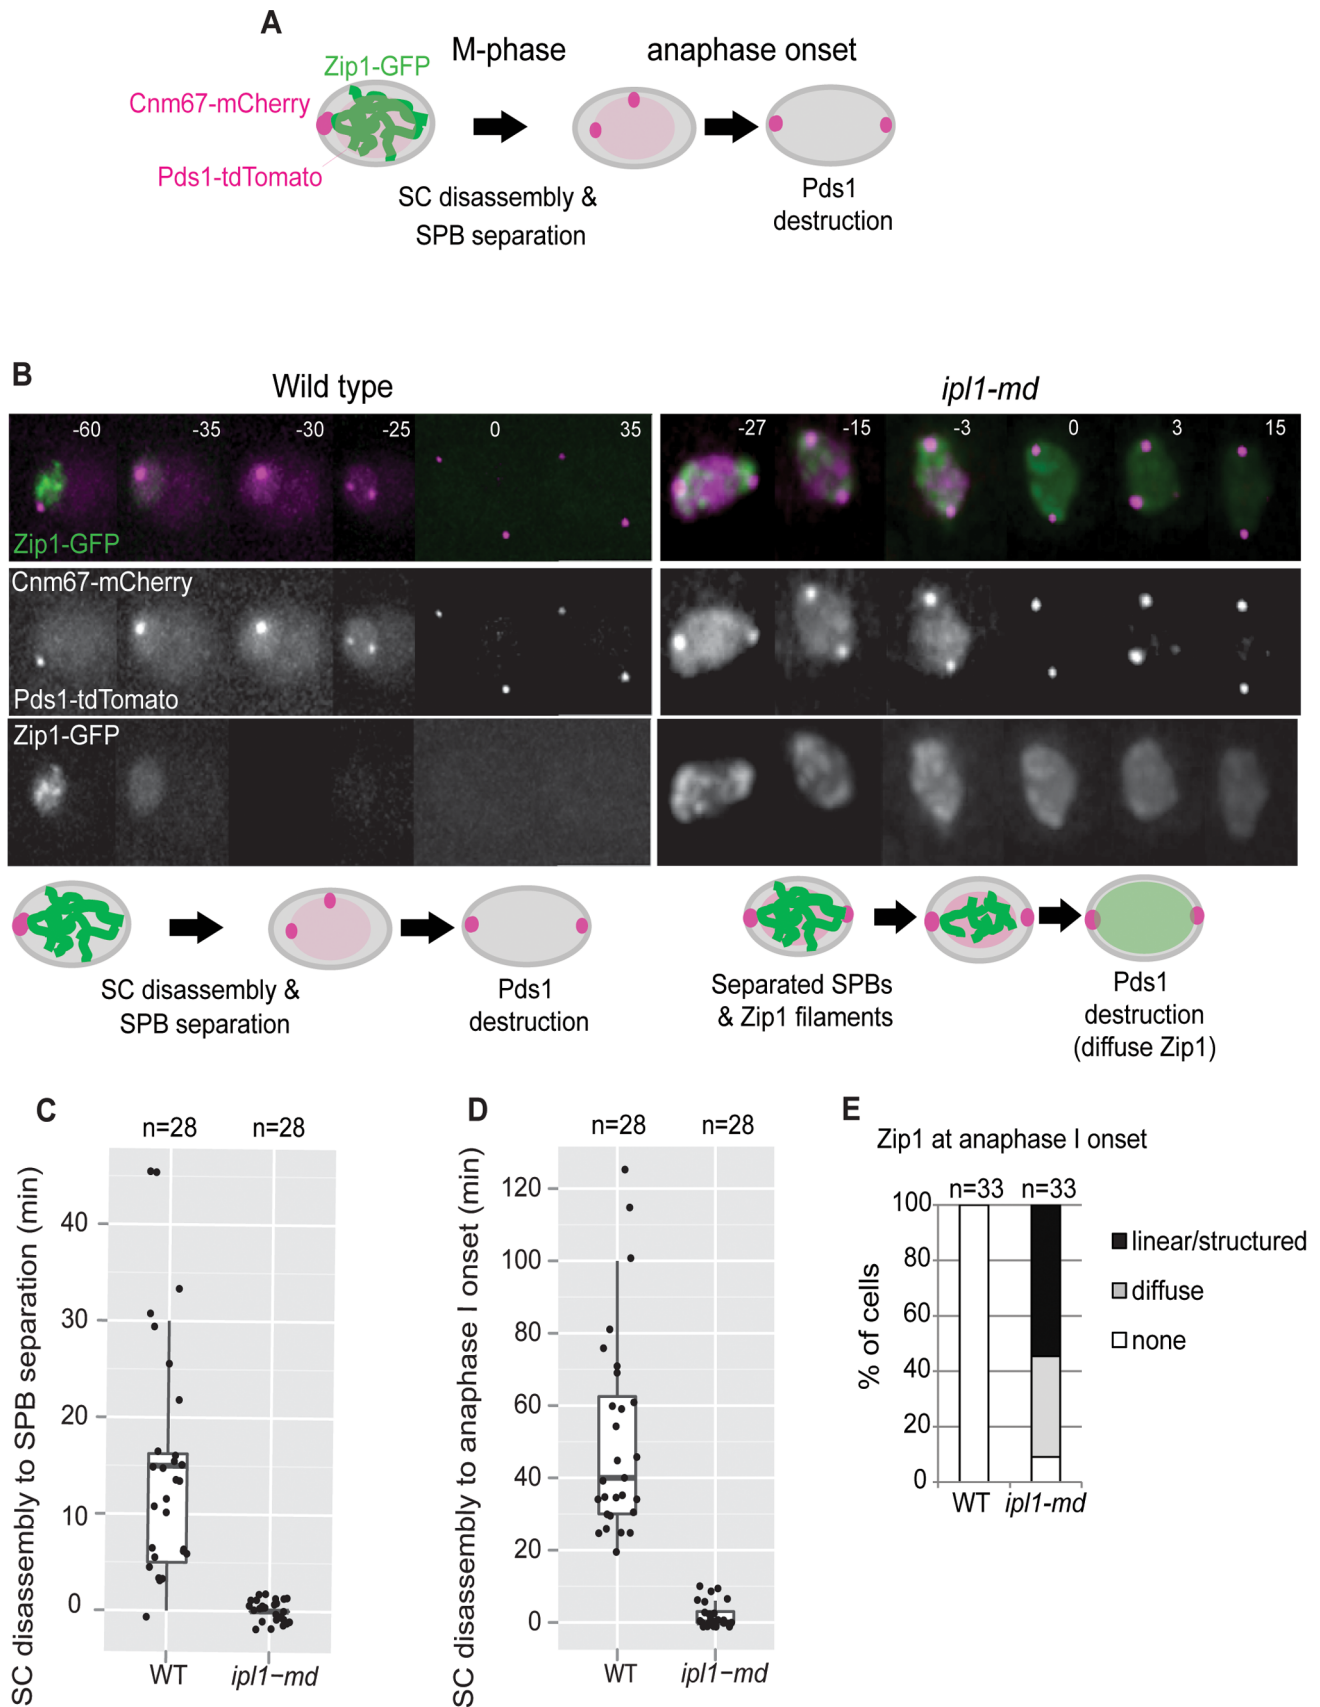 A
M-phase
anaphase onset
Zip1-GFP
Cnm67-mCherry
Pds1-tdTomato
SC disassembly &
SPB separation
Pds1
destruction
B
Wild type
ipl1-md
-60 -35 -30 -25 0 35
-27 -15 -3 0 3 15
Zip1-GFP
Cnm67-mCherry
Pds1-tdTomato
Zip1-GFP
SC disassembly &
SPB separation
Pds1
destruction
Separated SPBs
& Zip1 filaments
Pds1
destruction
(diffuse Zip1)
C
n=28 n=28
SC disassembly to SPB separation (min)
40
30
20
10
0
WT ipl1-md
D
n=28 n=28
SC disassembly to anaphase I onset (min)
120
100
80
60
40
20
0
WT ipl1-md
E
Zip1 at anaphase I onset
n=33 n=33
% of cells
100
80
60
40
20
0
WT ipl1-md
linear/structured
diffuse
none